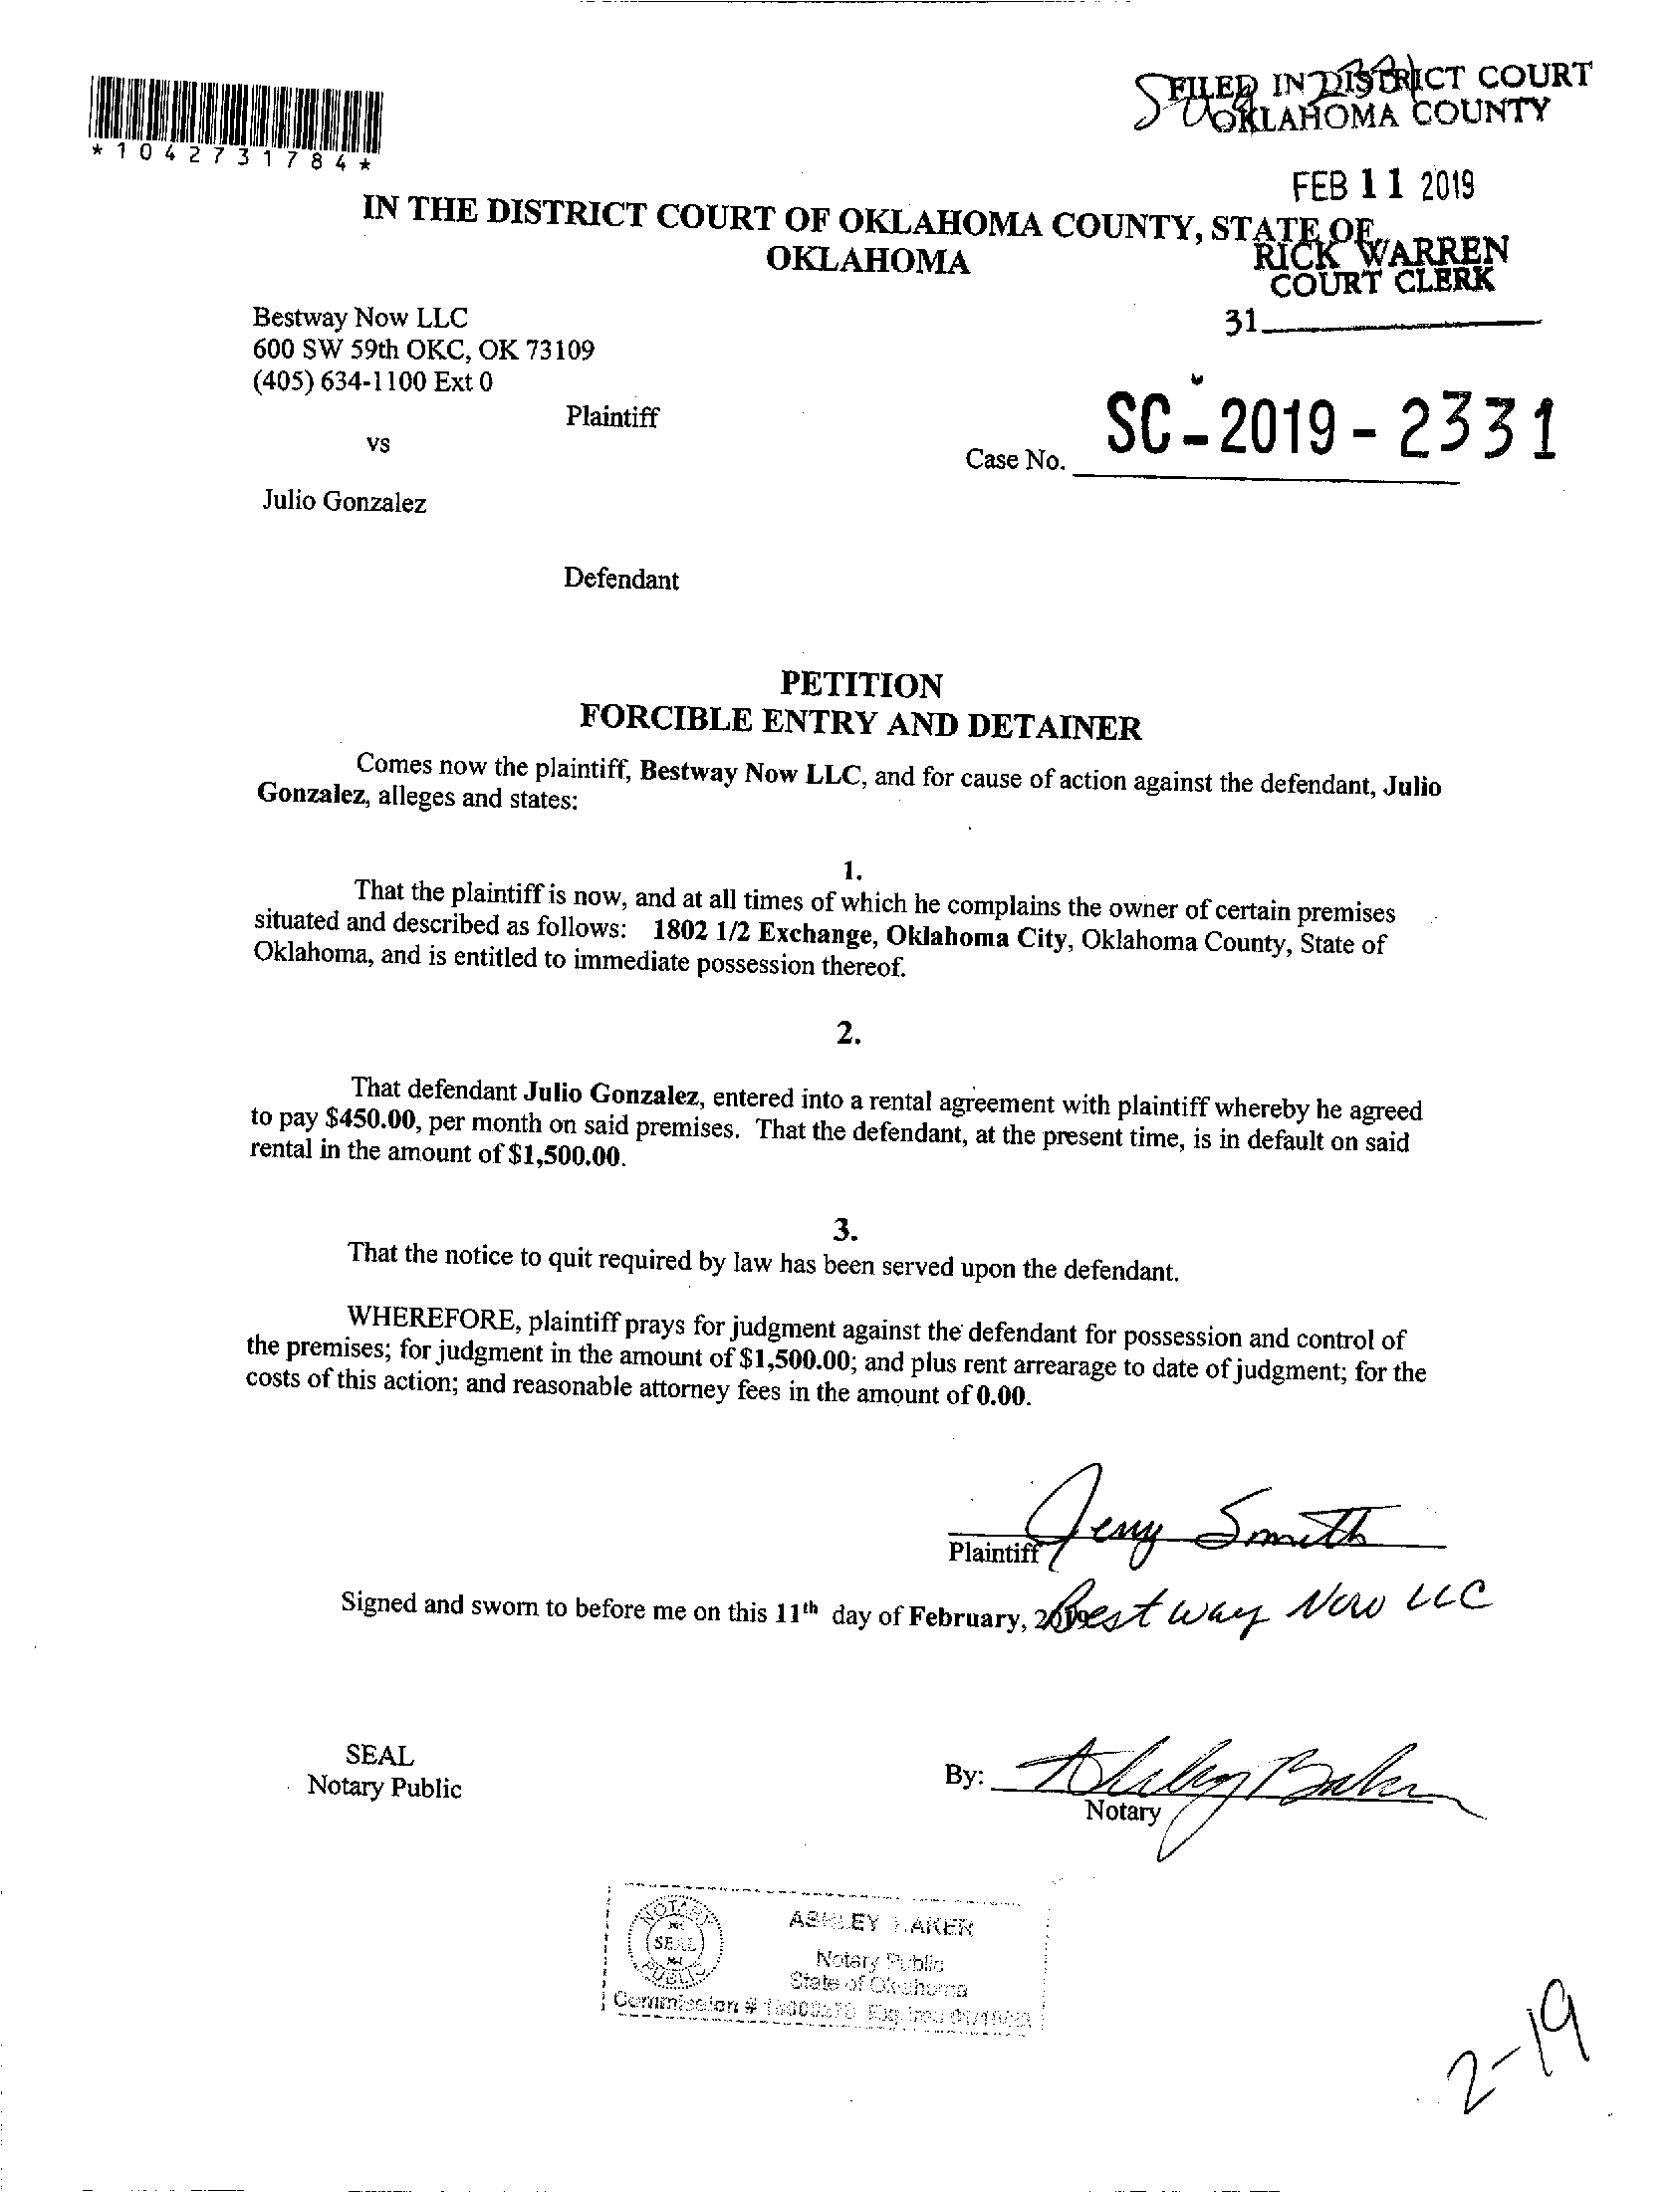 FILED IN DISTRICT COURT
OKLAHOMA COUNTY
*1042731784*
FEB 11 2019
IN THE DISTRICT COURT OF OKLAHOMA COUNTY, STATE OF
OKLAHOMA
RICK WARREN
COURT CLERK
31
Bestway Now LLC
600 SW 59th OKC, OK 73109
(405) 634-1100 Ext 0
Plaintiff
vs
Case No. SC-2019-2331
Julio Gonzalez
Defendant
PETITION
FORCIBLE ENTRY AND DETAINER
Comes now the plaintiff, Bestway Now LLC, and for cause of action against the defendant, Julio
Gonzalez, alleges and states:
1.
That the plaintiff is now, and at all times of which he complains the owner of certain premises
situated and described as follows: 1802 1/2 Exchange, Oklahoma City, Oklahoma County, State of
Oklahoma, and is entitled to immediate possession thereof.
2.
That defendant Julio Gonzalez, entered into a rental agreement with plaintiff whereby he agreed
to pay $450.00, per month on said premises. That the defendant, at the present time, is in default on said
rental in the amount of $1,500.00.
3.
That the notice to quit required by law has been served upon the defendant.
WHEREFORE, plaintiff prays for judgment against the defendant for possession and control of
the premises; for judgment in the amount of $1,500.00; and plus rent arrearage to date of judgment; for the
costs of this action; and reasonable attorney fees in the amount of 0.00.
Jerry Smith
Plaintiff
Signed and sworn to before me on this 11th day of February, 2019
Bestway Now LLC
SEAL
Notary Public
By: Ashley Baker
Notary
NOTARY
SEAL
PUBLIC
ASHLEY BAKER
Notary Public
State of Oklahoma
Commission #
2-19